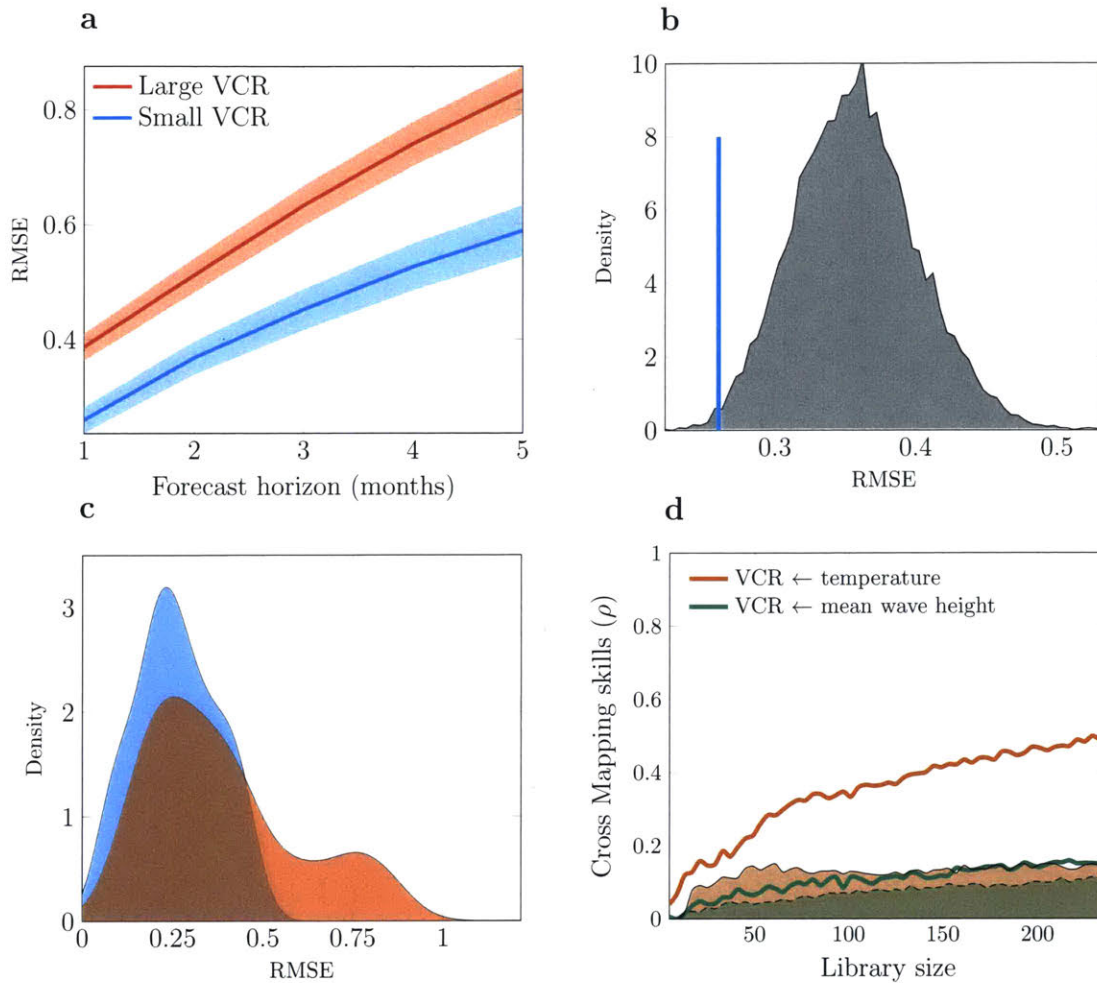 a
Large VCR
Small VCR
0.8
0.6
0.4
RMSE
1 2 3 4 5
Forecast horizon (months)
b
10
8
6
4
2
0
Density
0.3 0.4 0.5
RMSE
c
3
2
1
0
Density
0 0.25 0.5 0.75 1
RMSE
d
VCR ← temperature
VCR ← mean wave height
1
0.8
0.6
0.4
0.2
0
Cross Mapping skills (ρ)
50 100 150 200
Library size